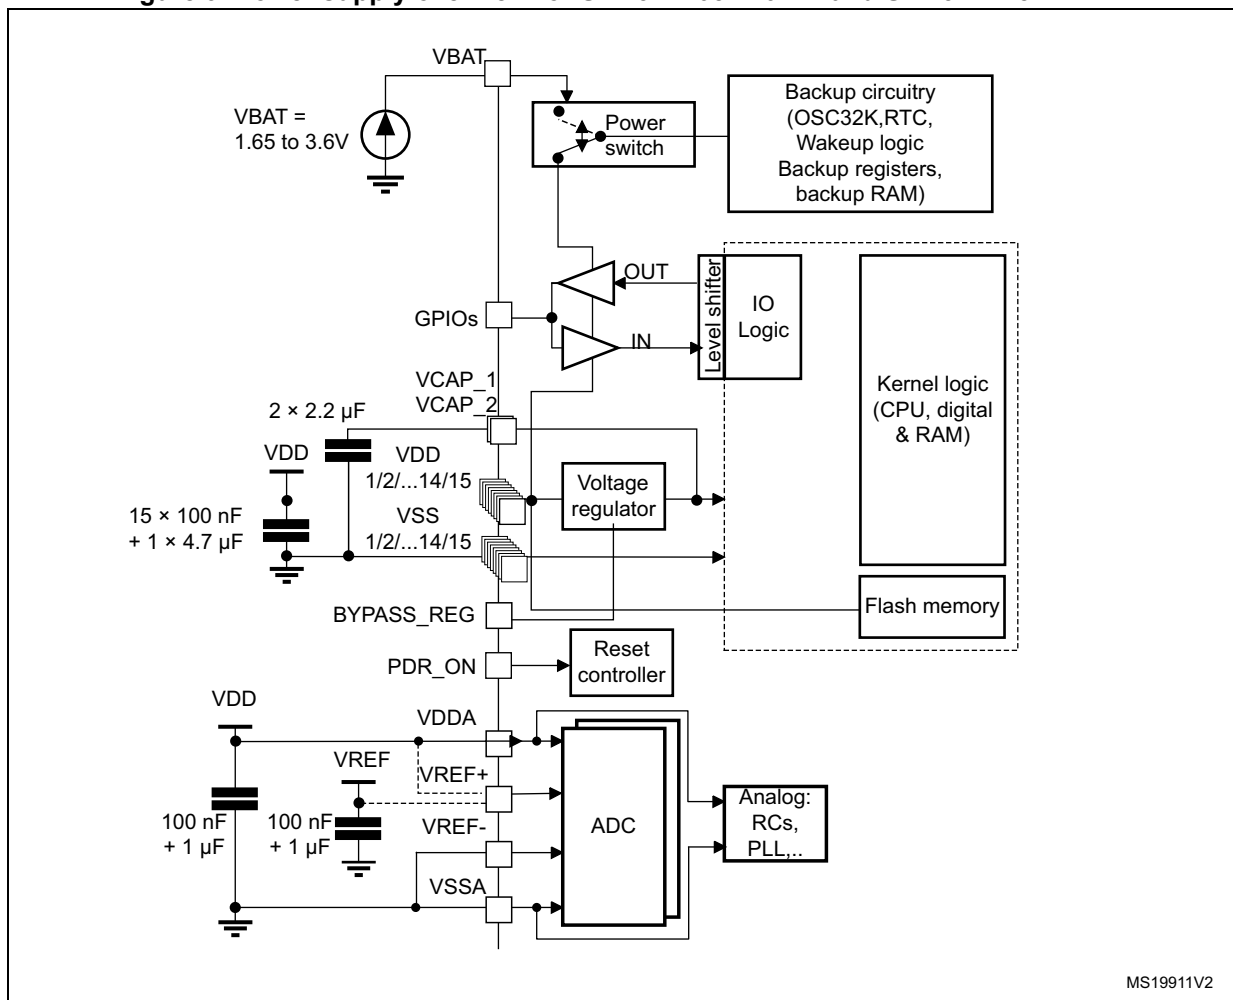 VBAT
VBAT =
1.65 to 3.6V
Power
switch
Backup circuitry
(OSC32K,RTC,
Wakeup logic
Backup registers,
backup RAM)
OUT
GPIOs
IN
Level shifter
IO
Logic
Kernel logic
(CPU, digital
& RAM)
VCAP_1
VCAP_2
2 × 2.2 μF
VDD
VDD
1/2/...14/15
Voltage
regulator
15 × 100 nF
+ 1 × 4.7 μF
VSS
1/2/...14/15
Flash memory
BYPASS_REG
PDR_ON
Reset
controller
VDD
VDDA
VREF
VREF+
100 nF
+ 1 μF
100 nF
+ 1 μF
VREF-
ADC
Analog:
RCs,
PLL,..
VSSA
MS19911V2